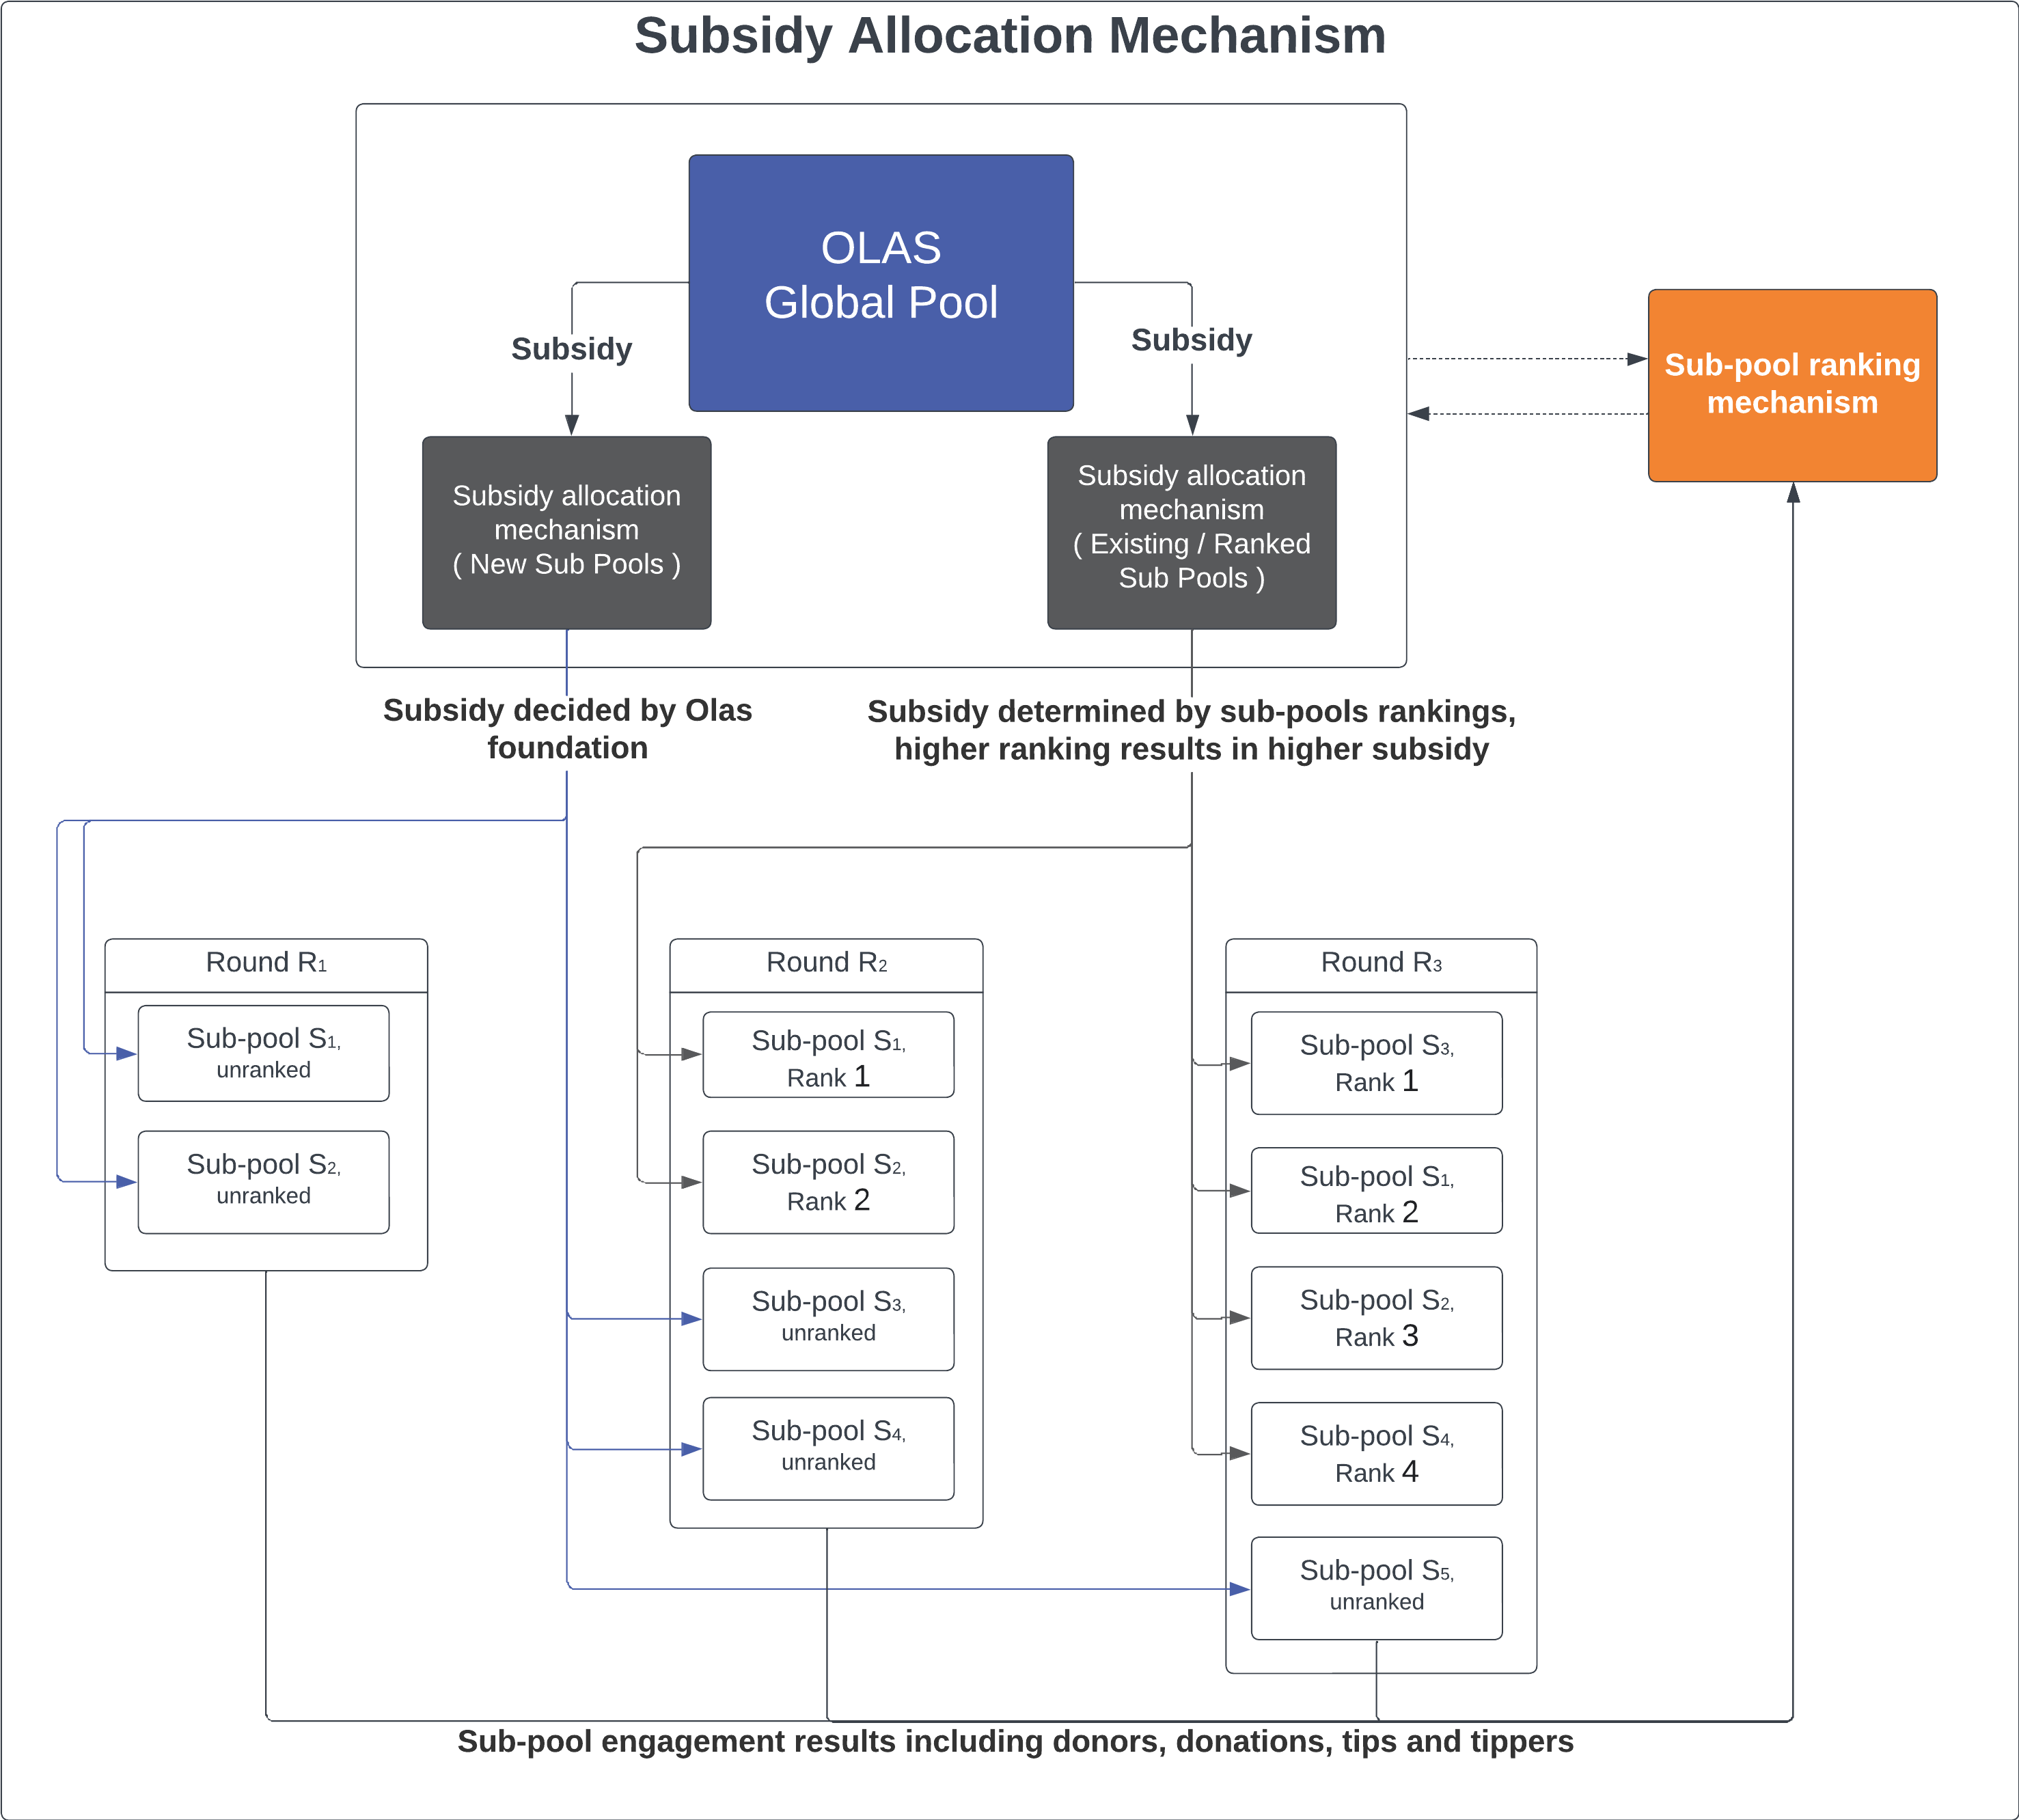 Subsidy Allocation Mechanism
OLAS
Global Pool
Subsidy
Subsidy
Sub-pool ranking
mechanism
Subsidy allocation
mechanism
( New Sub Pools )
Subsidy allocation
mechanism
( Existing / Ranked
Sub Pools )
Subsidy decided by Olas
foundation
Subsidy determined by sub-pools rankings,
higher ranking results in higher subsidy
Round R1
Sub-pool S1,
unranked
Sub-pool S2,
unranked
Round R2
Sub-pool S1,
Rank 1
Sub-pool S2,
Rank 2
Sub-pool S3,
unranked
Sub-pool S4,
unranked
Round R3
Sub-pool S3,
Rank 1
Sub-pool S1,
Rank 2
Sub-pool S2,
Rank 3
Sub-pool S4,
Rank 4
Sub-pool S5,
unranked
Sub-pool engagement results including donors, donations, tips and tippers